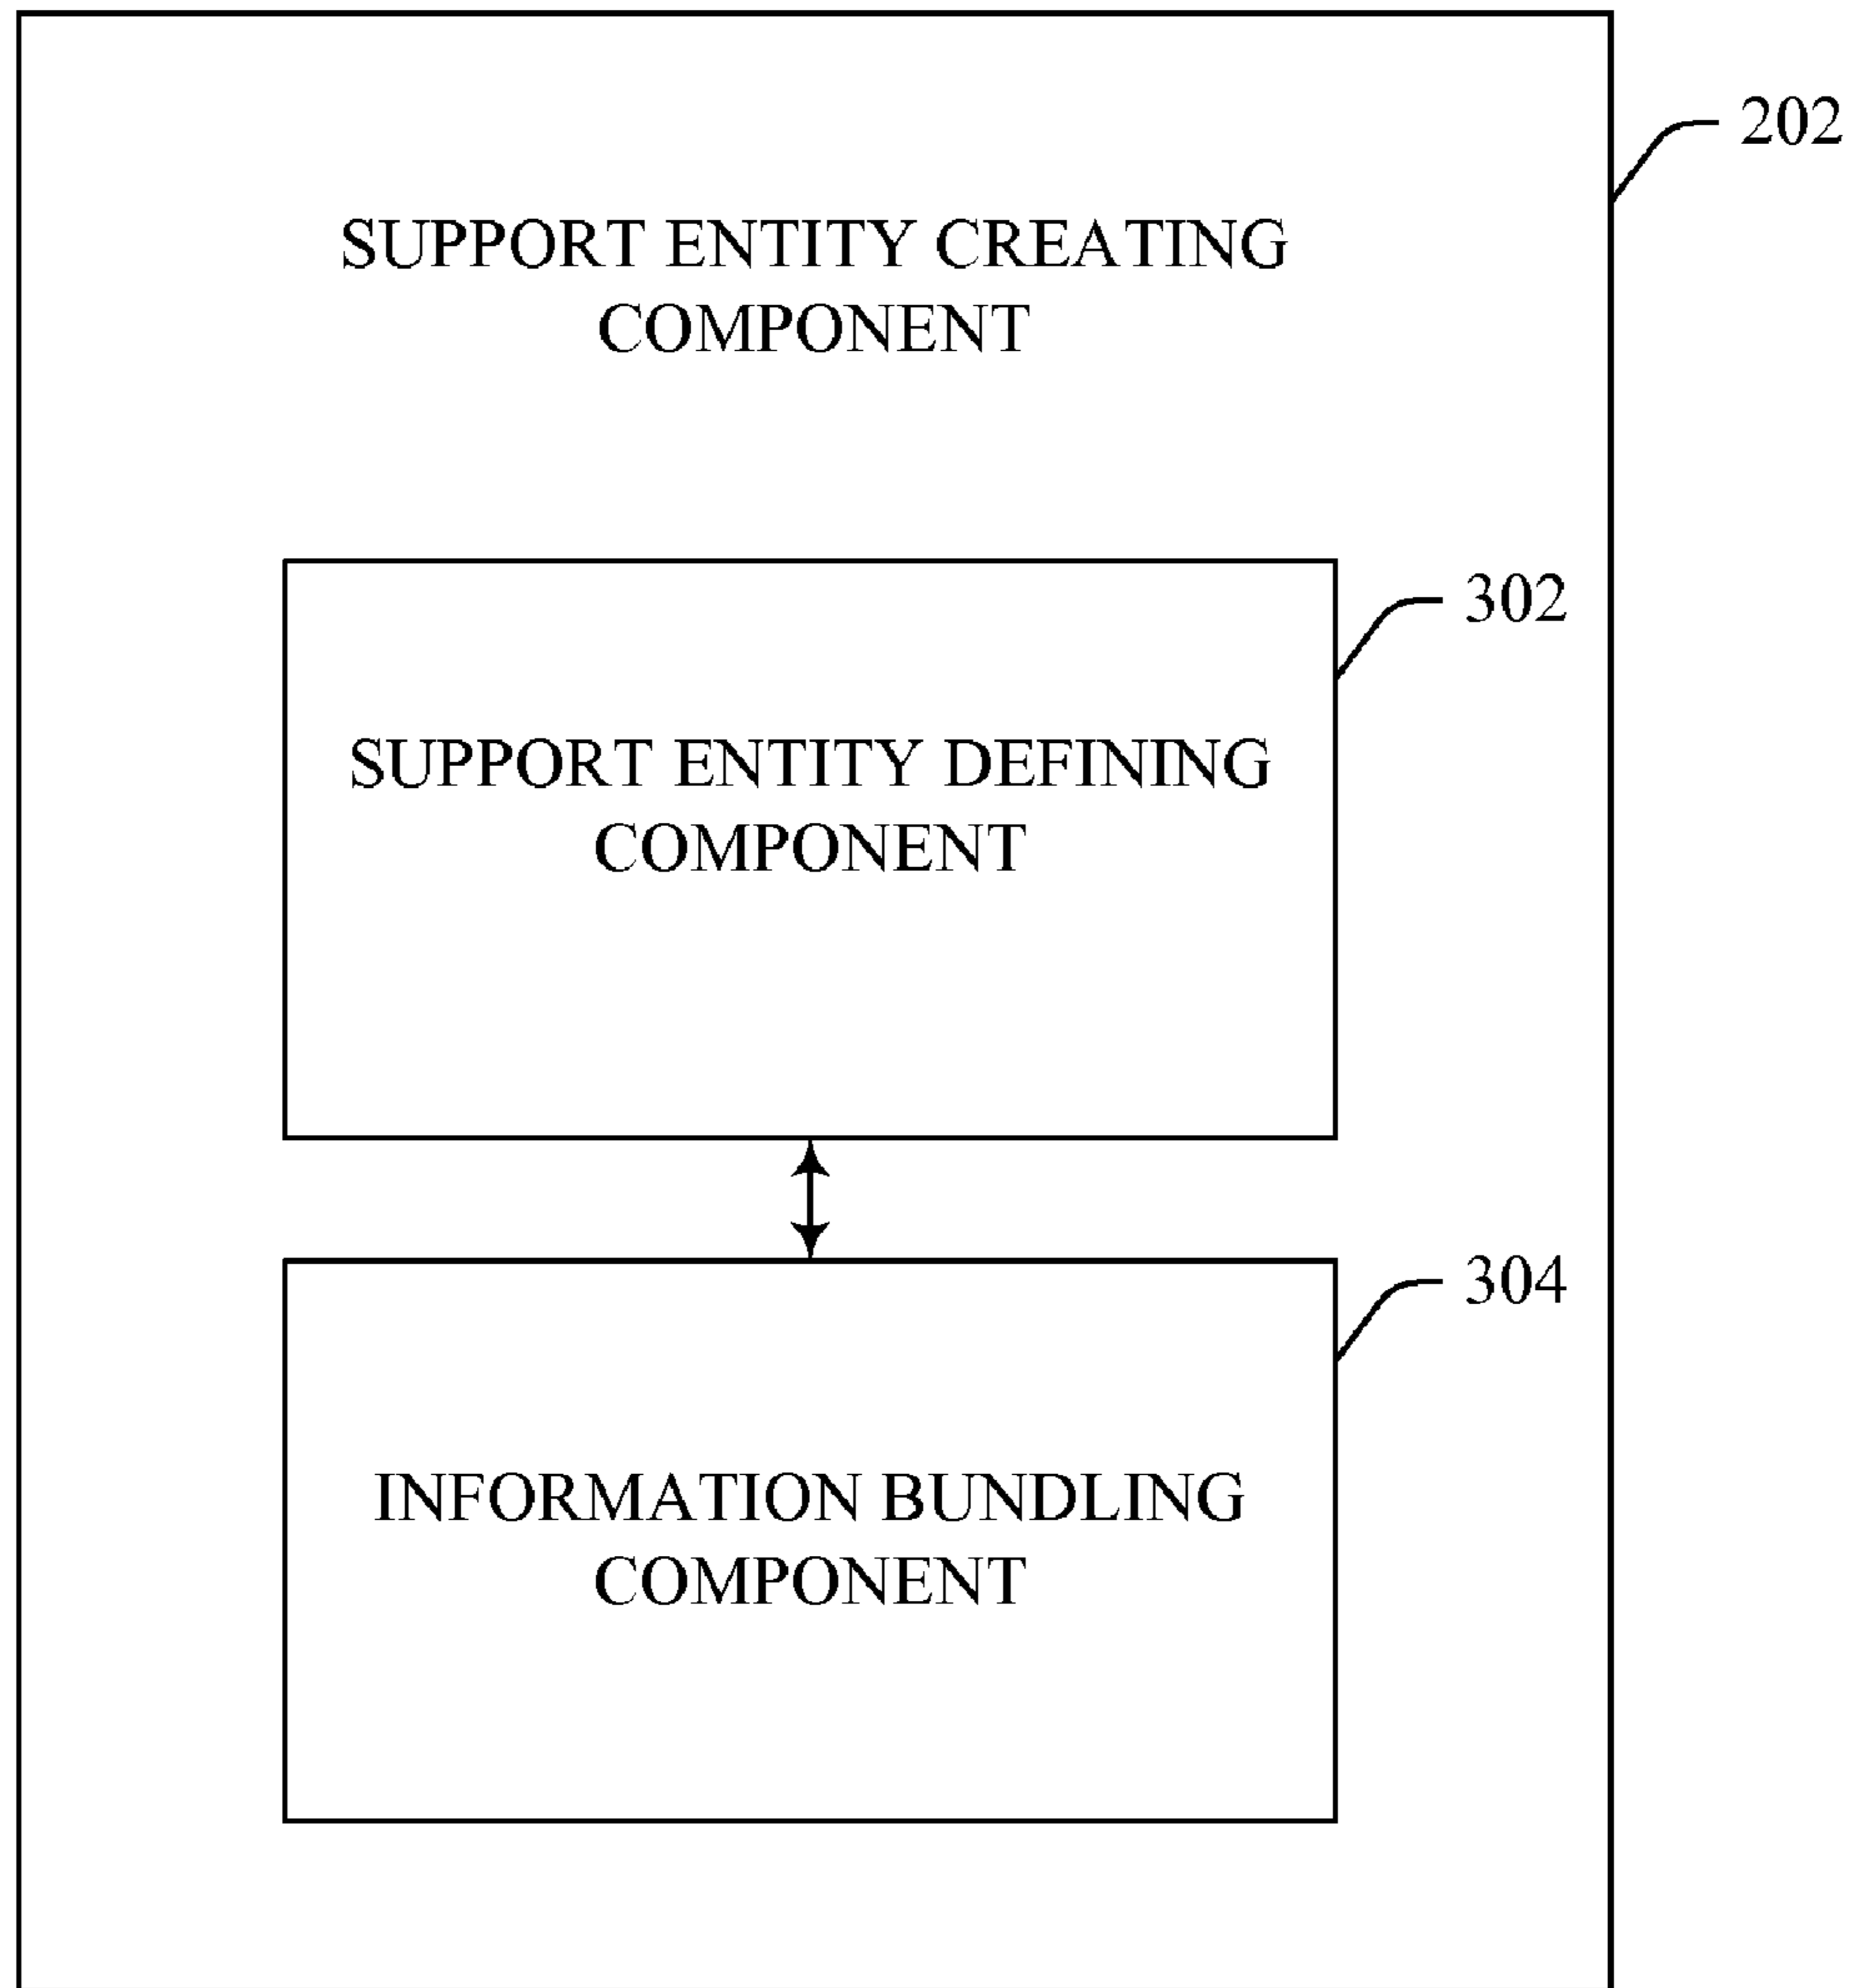 202
SUPPORT ENTITY CREATING
COMPONENT
302
SUPPORT ENTITY DEFINING
COMPONENT
304
INFORMATION BUNDLING
COMPONENT